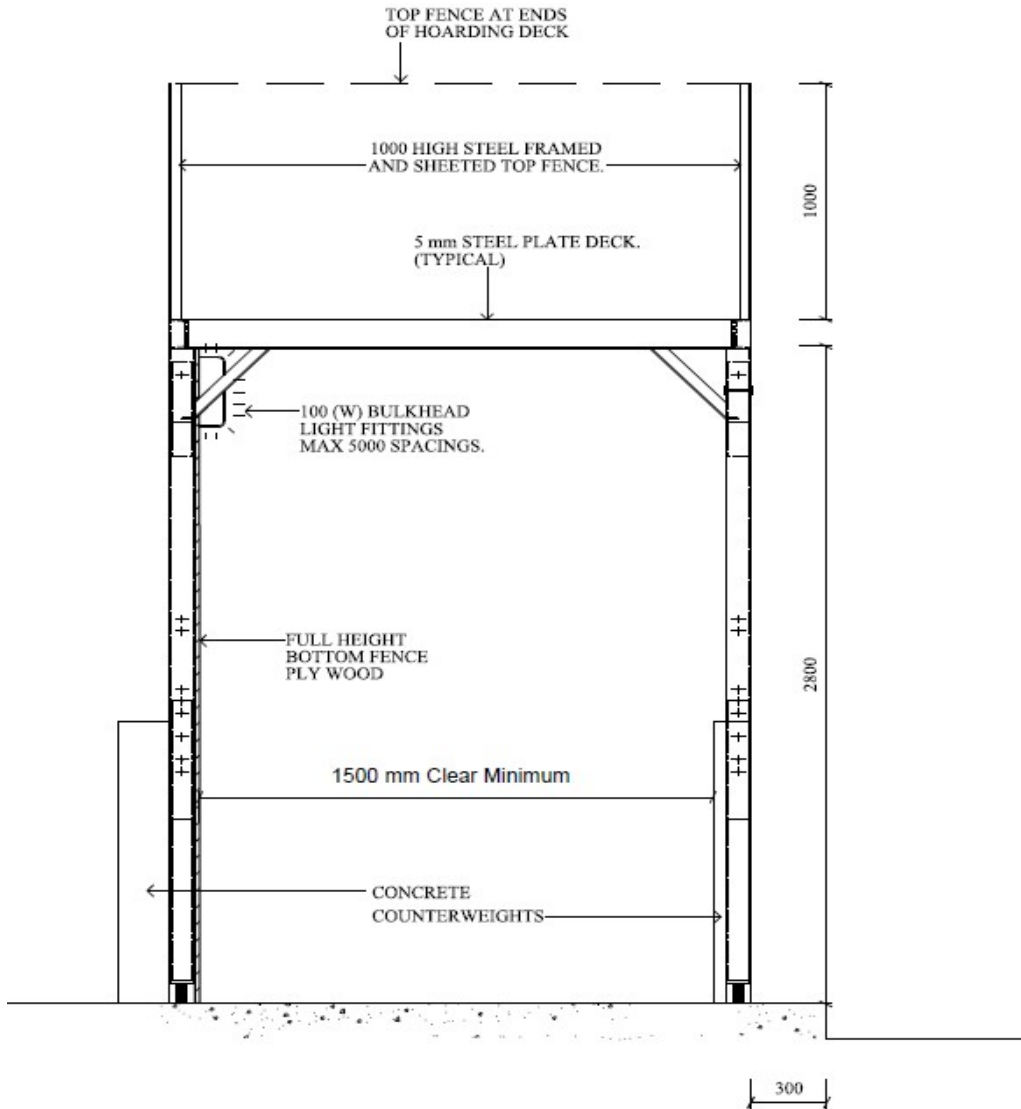 TOP FENCE AT ENDS
OF HOARDING DECK
1000 HIGH STEEL FRAMED
AND SHEETED TOP FENCE.
1000
5 mm STEEL PLATE DECK.
(TYPICAL)
100 (W) BULKHEAD
LIGHT FITTINGS
MAX 5000 SPACINGS.
FULL HEIGHT
BOTTOM FENCE
PLY WOOD
2800
1500 mm Clear Minimum
CONCRETE
COUNTERWEIGHTS
300